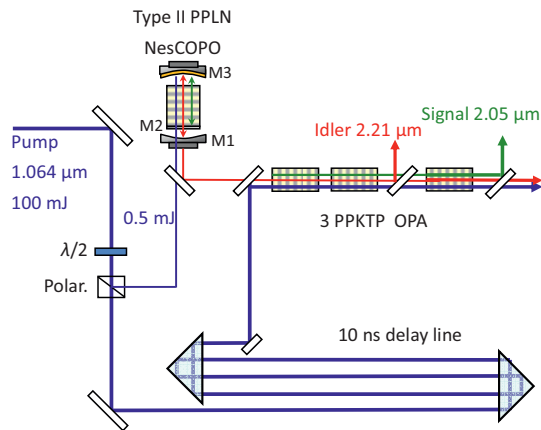 Type II PPLN
NesCOPO
M3
M2
M1
Signal 2.05 µm
Idler 2.21 µm
Pump
1.064 µm
100 mJ
0.5 mJ
3 PPKTP OPA
λ/2
Polar.
10 ns delay line